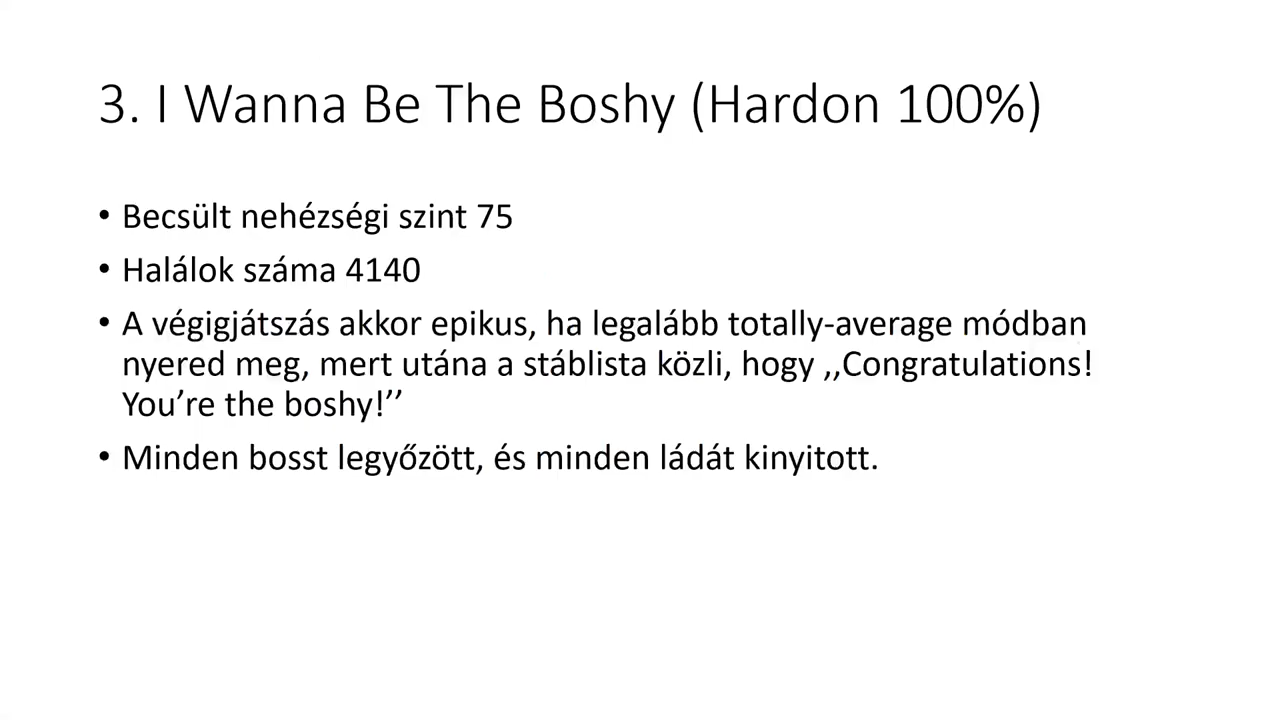 3. I Wanna Be The Boshy (Hardon 100%)
• Becsült nehézségi szint 75
• Halálok száma 4140
• A végigjátszás akkor epikus, ha legalább totally-average módban
nyered meg, mert utána a stáblista közli, hogy ,,Congratulations!
You’re the boshy!’’
• Minden bosst legyőzött, és minden ládát kinyitott.